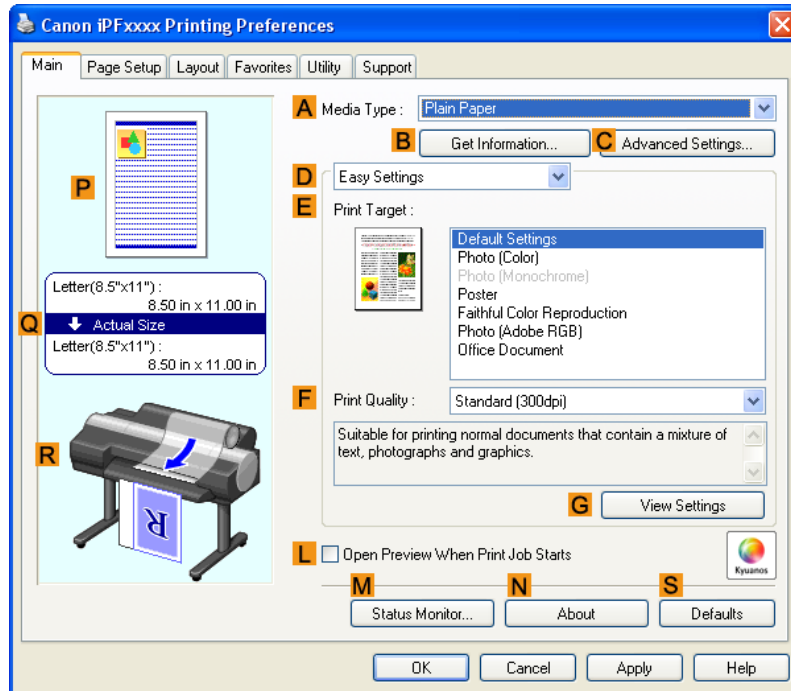 Canon iPFxxxx Printing Preferences
Main Page Setup Layout Favorites Utility Support
A Media Type : Plain Paper
B Get Information... C Advanced Settings...
D Easy Settings
E Print Target :
Default Settings
Photo (Color)
Photo (Monochrome)
Poster
Faithful Color Reproduction
Photo (Adobe RGB)
Office Document
P
Letter(8.5"x11") :
8.50 in x 11.00 in
Q Actual Size
Letter(8.5"x11") :
8.50 in x 11.00 in
R
R
F Print Quality : Standard (300dpi)
Suitable for printing normal documents that contain a mixture of
text, photographs and graphics.
G View Settings
L Open Preview When Print Job Starts
Kyuanos
M N S
Status Monitor... About Defaults
OK Cancel Apply Help